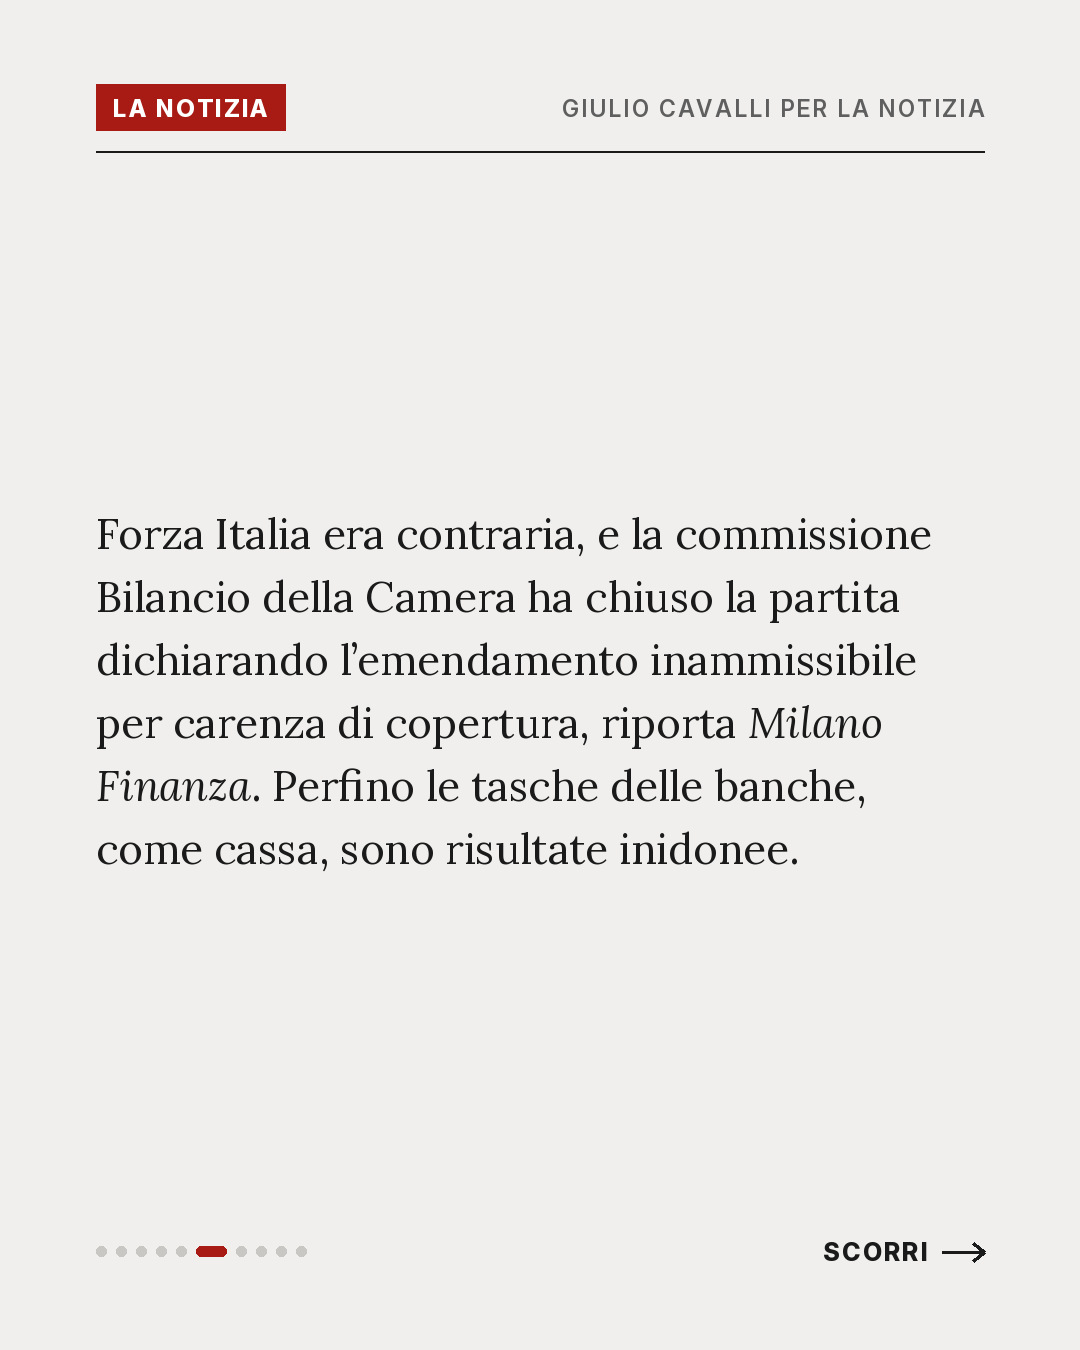 LA NOTIZIA
GIULIO CAVALLI PER LA NOTIZIA
Forza Italia era contraria, e la commissione
Bilancio della Camera ha chiuso la partita
dichiarando l’emendamento inammissibile
per carenza di copertura, riporta Milano
Finanza. Perfino le tasche delle banche,
come cassa, sono risultate inidonee.
SCORRI